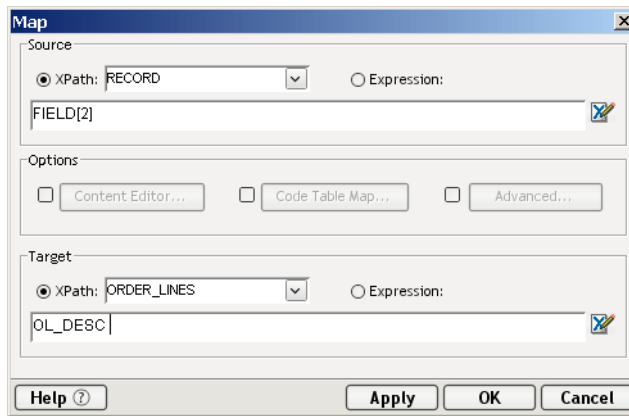 Map
Source
XPath: RECORD Expression:
FIELD[2]
Options
Content Editor... Code Table Map... Advanced...
Target
XPath: ORDER_LINES Expression:
OL_DESC
Help ? Apply OK Cancel